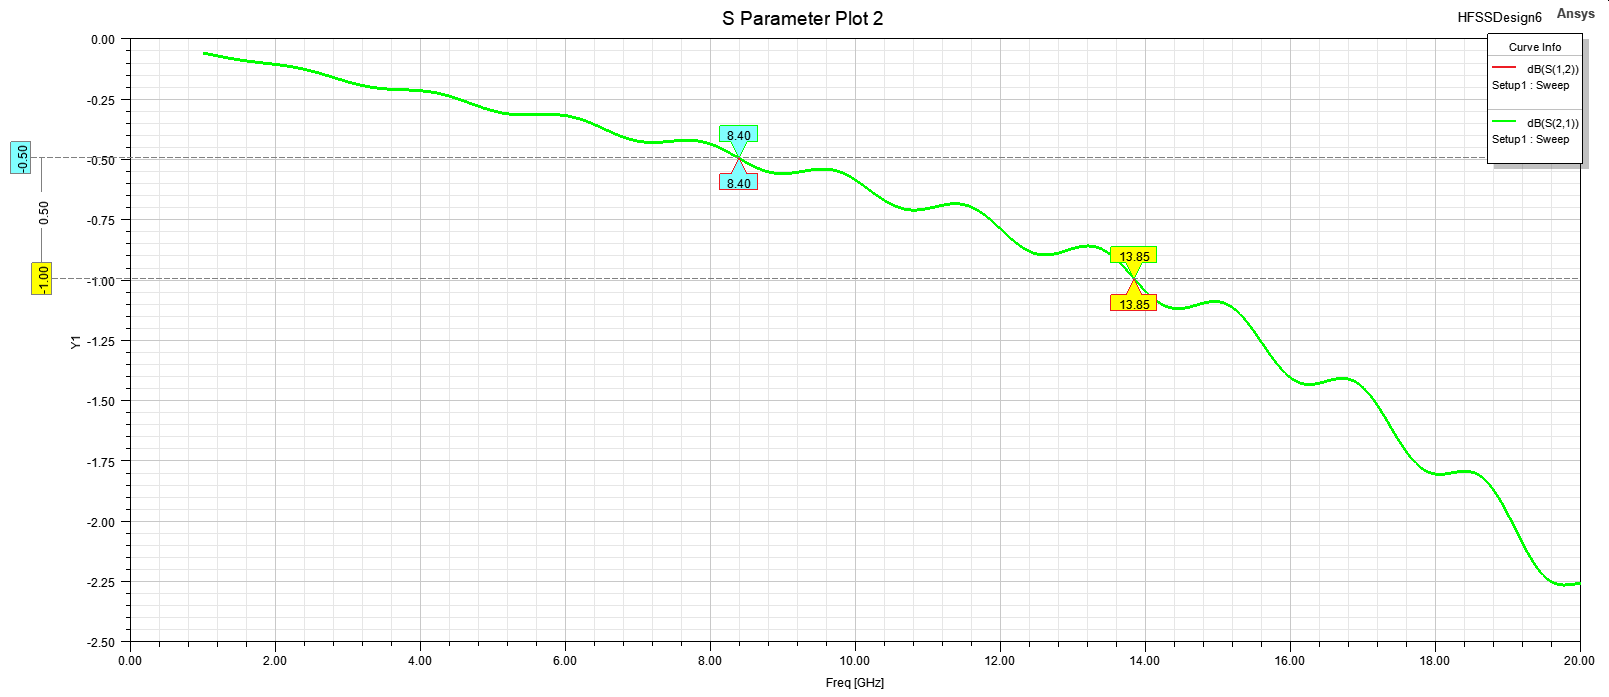 S Parameter Plot 2
HFSSDesign6
Ansys
Curve Info
dB(S(1,2))
Setup1 : Sweep
dB(S(2,1))
Setup1 : Sweep
0.00
-0.25
-0.50
-0.75
-1.00
-1.25
-1.50
-1.75
-2.00
-2.25
-2.50
Y1
-0.50
0.50
-1.00
8.40
8.40
13.85
13.85
0.00
2.00
4.00
6.00
8.00
10.00
12.00
14.00
16.00
18.00
20.00
Freq [GHz]